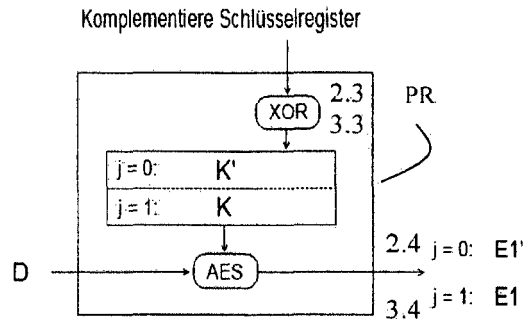 Komplementiere Schlüsselregister
XOR
2.3
3.3
PR
j = 0: K'
j = 1: K
D
AES
2.4 j = 0: E1'
3.4 j = 1: E1